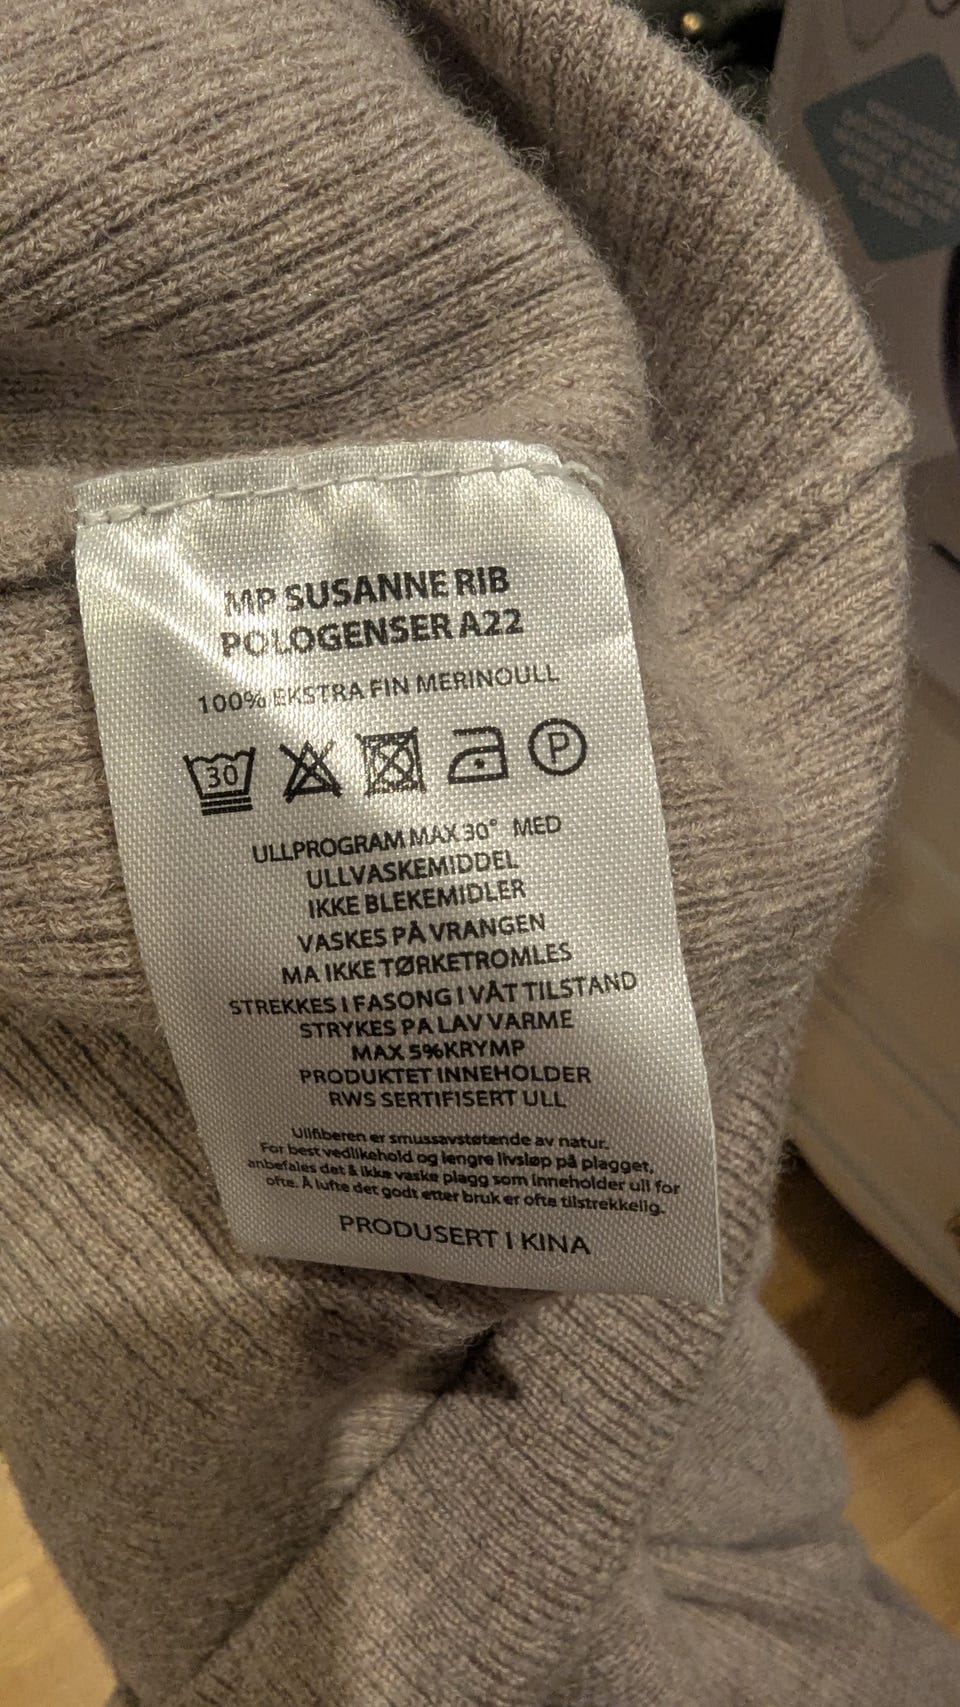 MP SUSANNE RIB
POLOGENSER A22
100% EKSTRA FIN MERINOULL
30 P
ULLPROGRAM MAX 30° MED
ULLVASKEMIDDEL
IKKE BLEKEMIDLER
VASKES PÅ VRANGEN
MA IKKE TØRKETROMLES
STREKKES I FASONG I VÅT TILSTAND
STRYKES PA LAV VARME
MAX 5%KRYMP
PRODUKTET INNEHOLDER
RWS SERTIFISERT ULL
Ullfiberen er smussavstøtende av natur.
For best vedlikehold og lengre livsløp på plagget,
anbefales det å ikke vaske plagg som inneholder ull for
ofte. Å lufte det godt etter bruk er ofte tilstrekkelig.
PRODUSERT I KINA